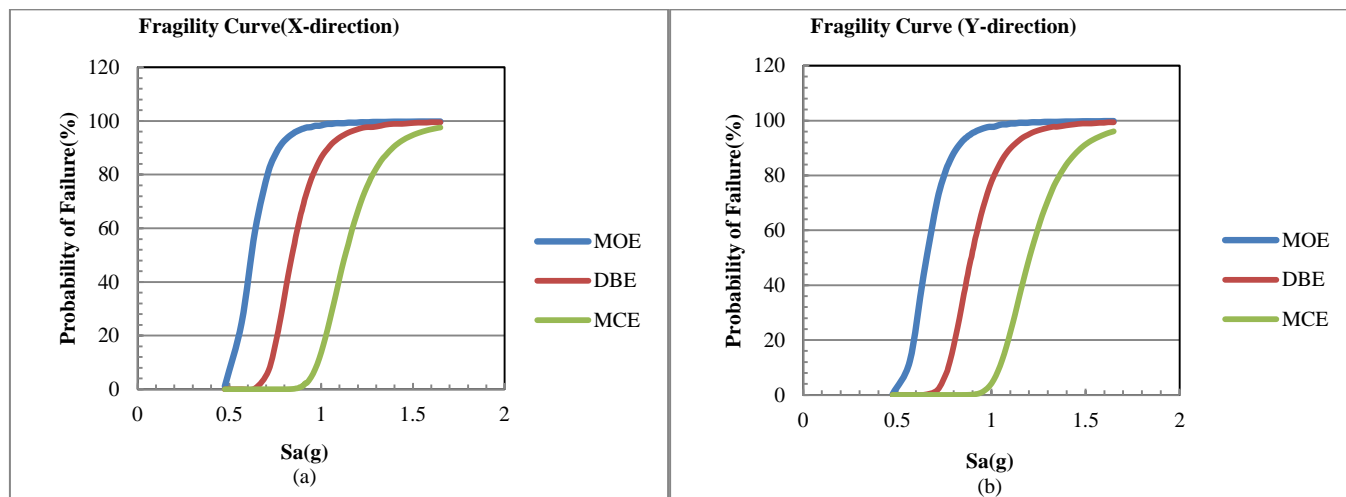 Fragility Curve(X-direction)
120
100
80
60
40
20
0
0 0.5 1 1.5 2
Probability of Failure(%)
Sa(g)
(a)
MOE
DBE
MCE
Fragility Curve (Y-direction)
120
100
80
60
40
20
0
0 0.5 1 1.5 2
Probability of Failure(%)
Sa(g)
(b)
MOE
DBE
MCE